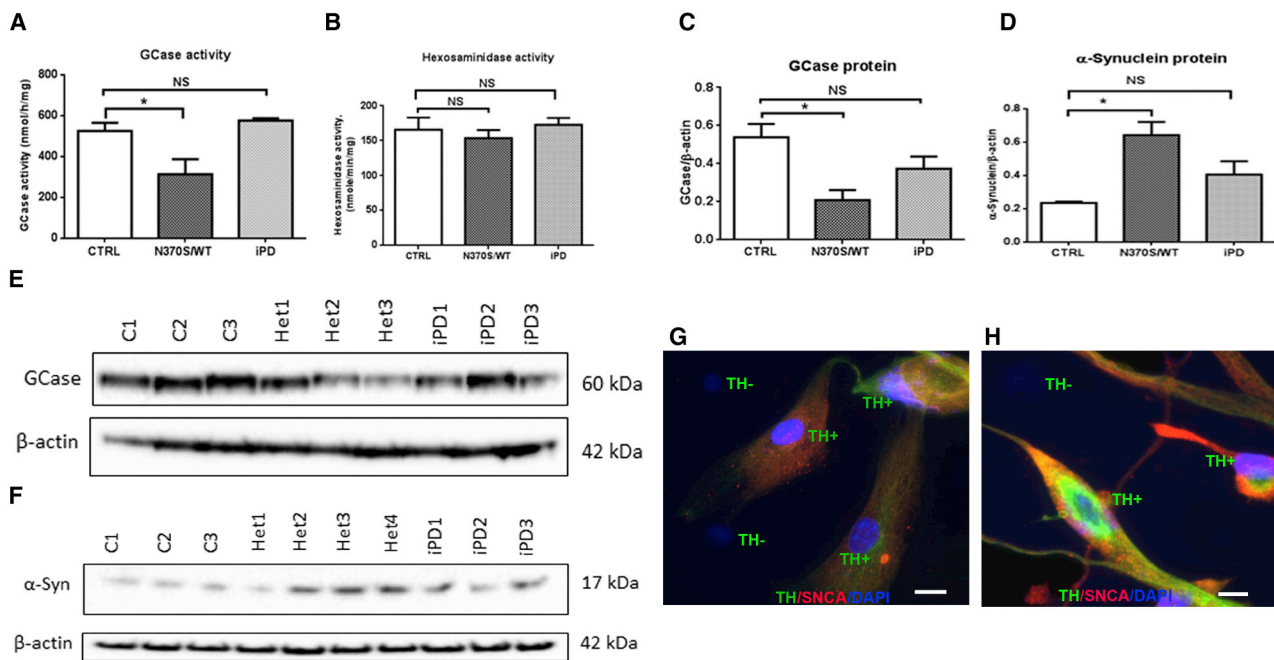 A
GCase activity
GCase activity (nmol/h/mg)
800
600
400
200
0
NS
*
CTRL
N370S/WT
iPD
B
Hexosaminidase activity
Hexosaminidase activity,
(nmole/min/mg)
200
150
100
50
0
NS
NS
CTRL
N370S/WT
iPD
C
GCase protein
GCase/β-actin
0.8
0.6
0.4
0.2
0.0
NS
*
CTRL
N370S/WT
iPD
D
α-Synuclein protein
α-Synuclein/β-actin
0.8
0.6
0.4
0.2
0.0
NS
*
CTRL
N370S/WT
iPD
E
C1 C2 C3 Het1 Het2 Het3 iPD1 iPD2 iPD3
GCase 60 kDa
β-actin 42 kDa
F
C1 C2 C3 Het1 Het2 Het3 Het4 iPD1 iPD2 iPD3
α-Syn 17 kDa
β-actin 42 kDa
G
TH-
TH+
TH+
TH-
TH+
TH/SNCA/DAPI
H
TH-
TH+
TH+
TH/SNCA/DAPI